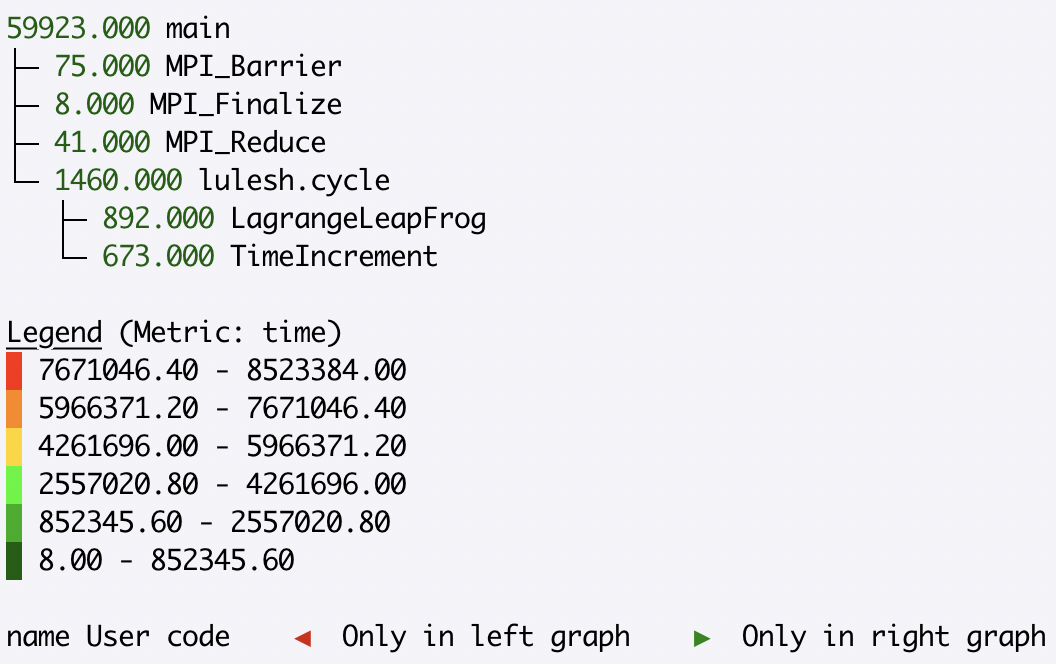 59923.000 main
├─ 75.000 MPI_Barrier
├─ 8.000 MPI_Finalize
├─ 41.000 MPI_Reduce
└─ 1460.000 lulesh.cycle
   ├─ 892.000 LagrangeLeapFrog
   └─ 673.000 TimeIncrement
Legend (Metric: time)
7671046.40 - 8523384.00
5966371.20 - 7671046.40
4261696.00 - 5966371.20
2557020.80 - 4261696.00
852345.60 - 2557020.80
8.00 - 852345.60
name User code ◀ Only in left graph ▶ Only in right graph